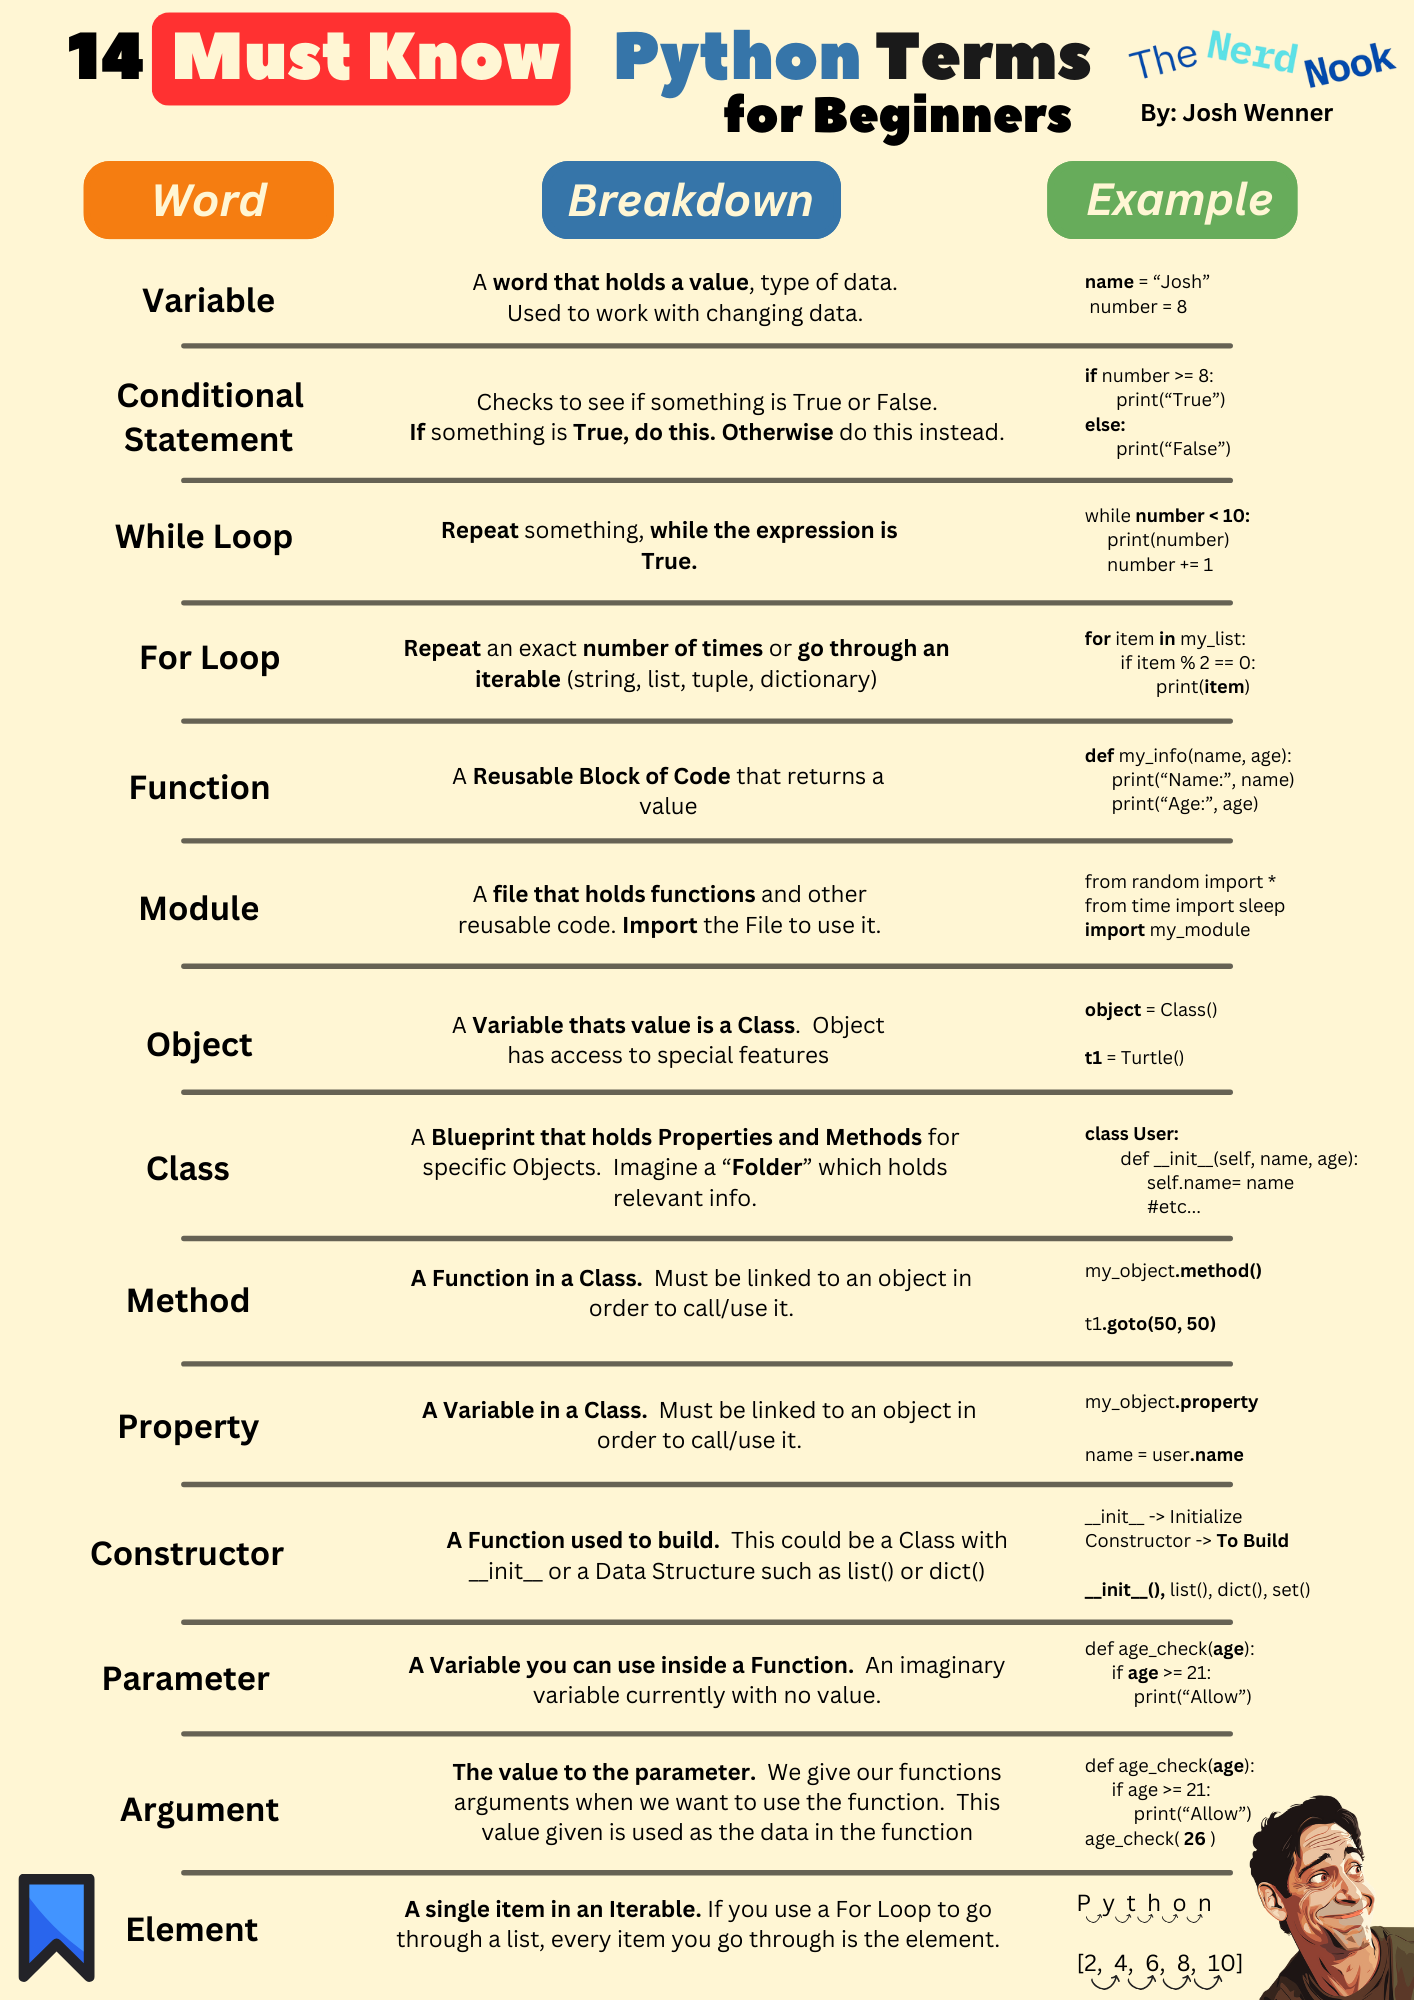 14 Must Know Python Terms
for Beginners
The Nerd Nook
By: Josh Wenner
Word
Breakdown
Example
Variable
A word that holds a value, type of data.
Used to work with changing data.
name = “Josh”
number = 8
Conditional
Statement
Checks to see if something is True or False.
If something is True, do this. Otherwise do this instead.
if number >= 8:
print(“True”)
else:
print(“False”)
While Loop
Repeat something, while the expression is
True.
while number < 10:
print(number)
number += 1
For Loop
Repeat an exact number of times or go through an
iterable (string, list, tuple, dictionary)
for item in my_list:
if item % 2 == 0:
print(item)
Function
A Reusable Block of Code that returns a
value
def my_info(name, age):
print(“Name:”, name)
print(“Age:”, age)
Module
A file that holds functions and other
reusable code. Import the File to use it.
from random import *
from time import sleep
import my_module
Object
A Variable thats value is a Class.  Object
has access to special features
object = Class()
t1 = Turtle()
Class
A Blueprint that holds Properties and Methods for
specific Objects.  Imagine a “Folder” which holds
relevant info.
class User:
def __init__(self, name, age):
self.name= name
#etc...
Method
A Function in a Class.  Must be linked to an object in
order to call/use it.
my_object.method()
t1.goto(50, 50)
Property
A Variable in a Class.  Must be linked to an object in
order to call/use it.
my_object.property
name = user.name
Constructor
A Function used to build.  This could be a Class with
__init__ or a Data Structure such as list() or dict()
__init__ -> Initialize
Constructor -> To Build
__init__(), list(), dict(), set()
Parameter
A Variable you can use inside a Function.  An imaginary
variable currently with no value.
def age_check(age):
if age >= 21:
print(“Allow”)
Argument
The value to the parameter.  We give our functions
arguments when we want to use the function.  This
value given is used as the data in the function
def age_check(age):
if age >= 21:
print(“Allow”)
age_check( 26 )
Element
A single item in an Iterable. If you use a For Loop to go
through a list, every item you go through is the element.
P y t h o n
[2, 4, 6, 8, 10]